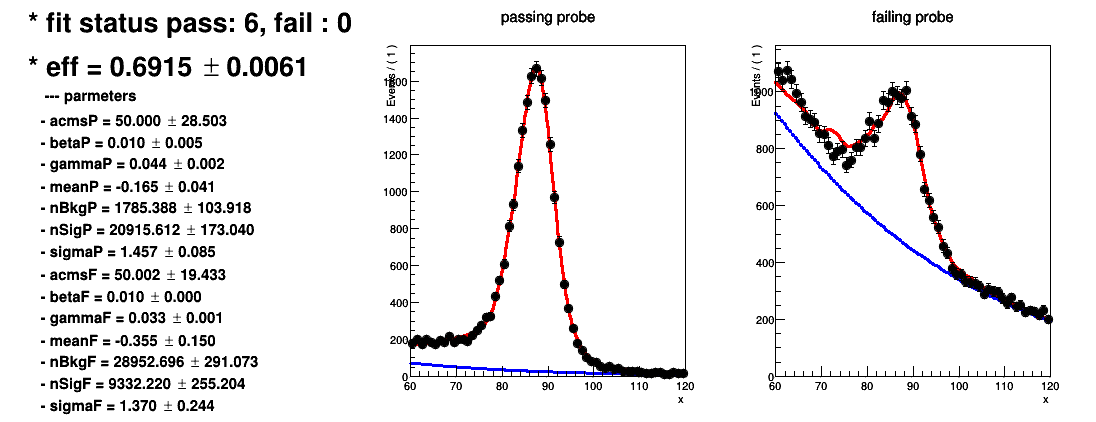 * fit status pass: 6, fail : 0
* eff = 0.6915 ± 0.0061
--- parmeters
- acmsP = 50.000 ± 28.503
- betaP = 0.010 ± 0.005
- gammaP = 0.044 ± 0.002
- meanP = -0.165 ± 0.041
- nBkgP = 1785.388 ± 103.918
- nSigP = 20915.612 ± 173.040
- sigmaP = 1.457 ± 0.085
- acmsF = 50.002 ± 19.433
- betaF = 0.010 ± 0.000
- gammaF = 0.033 ± 0.001
- meanF = -0.355 ± 0.150
- nBkgF = 28952.696 ± 291.073
- nSigF = 9332.220 ± 255.204
- sigmaF = 1.370 ± 0.244
passing probe
Events / ( 1 )
1600
1400
1200
1000
800
600
400
200
0
60 70 80 90 100 110 120
x
failing probe
Events / ( 1 )
1000
800
600
400
200
0
60 70 80 90 100 110 120
x